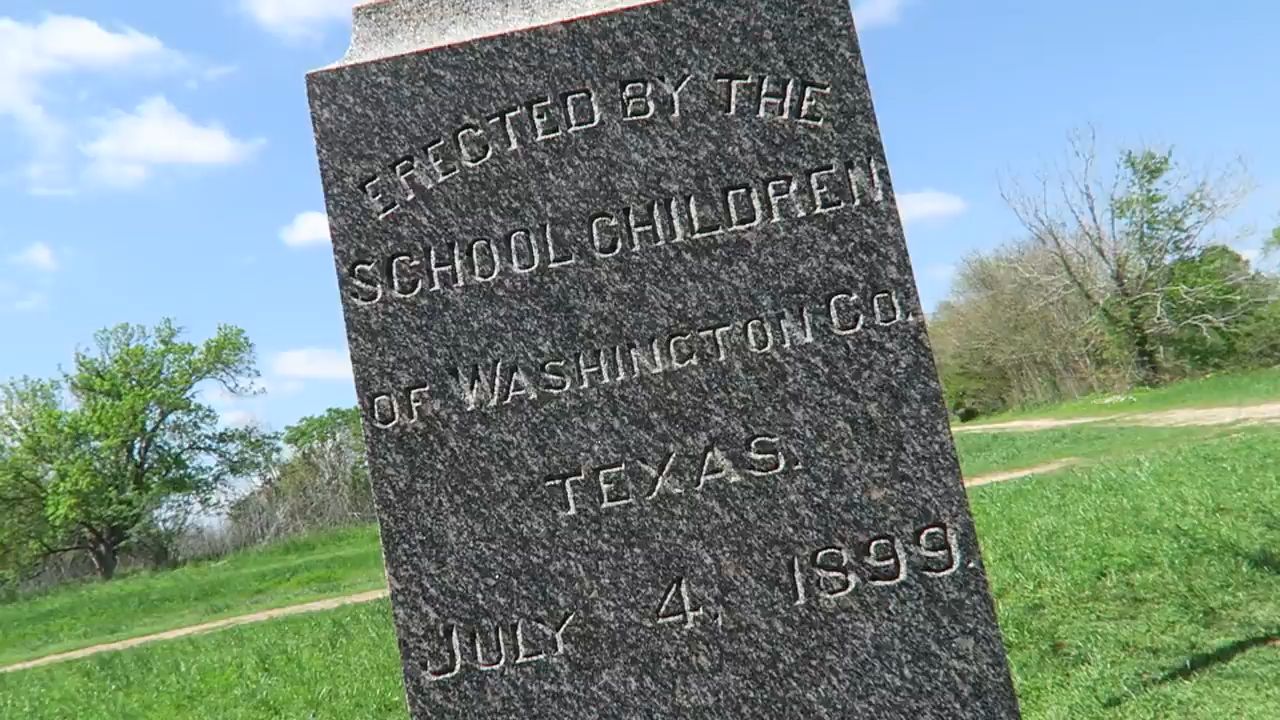 ERECTED BY THE
SCHOOL CHILDREN
OF WASHINGTON CO.
TEXAS.
JULY 4, 1899.